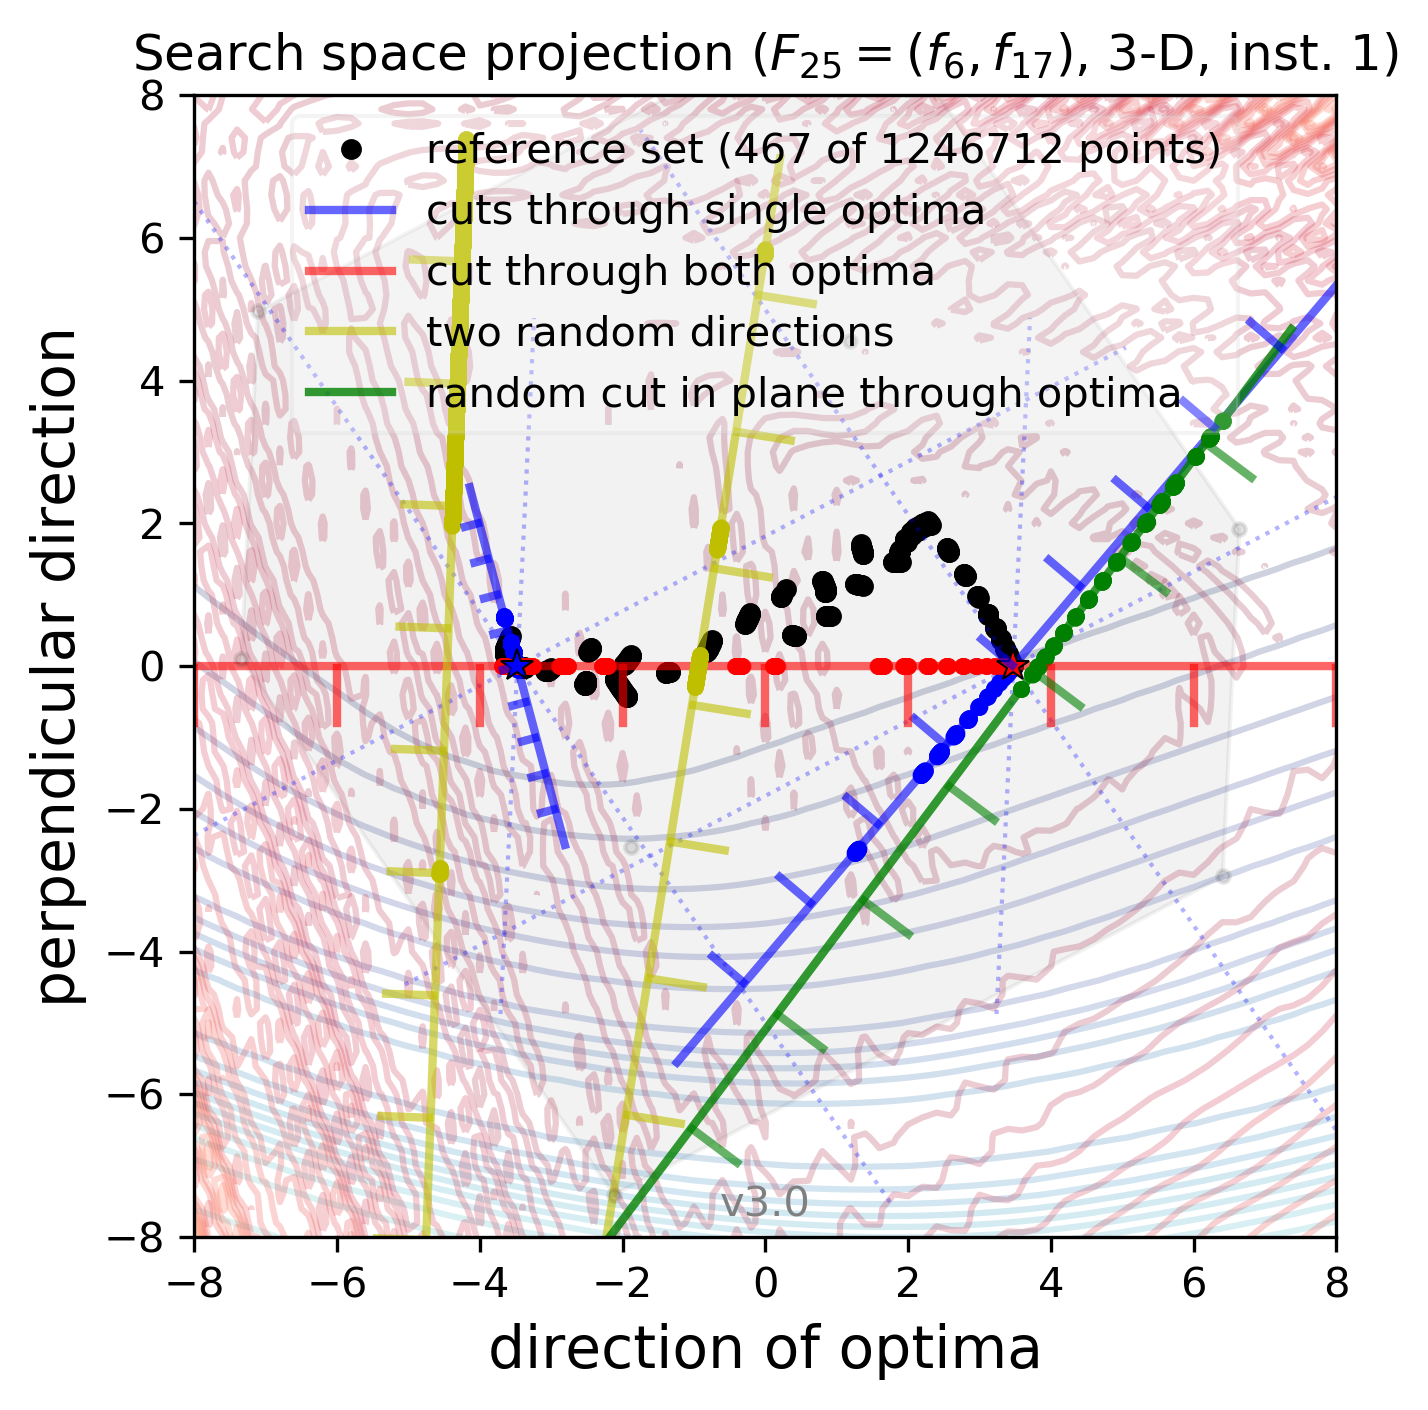 Search space projection (F₂₅ = (f₆, f₁₇), 3-D, inst. 1)
reference set (467 of 1246712 points)
cuts through single optima
cut through both optima
two random directions
random cut in plane through optima
8
6
4
2
0
−2
−4
−6
−8
perpendicular direction
v3.0
−8 −6 −4 −2 0 2 4 6 8
direction of optima